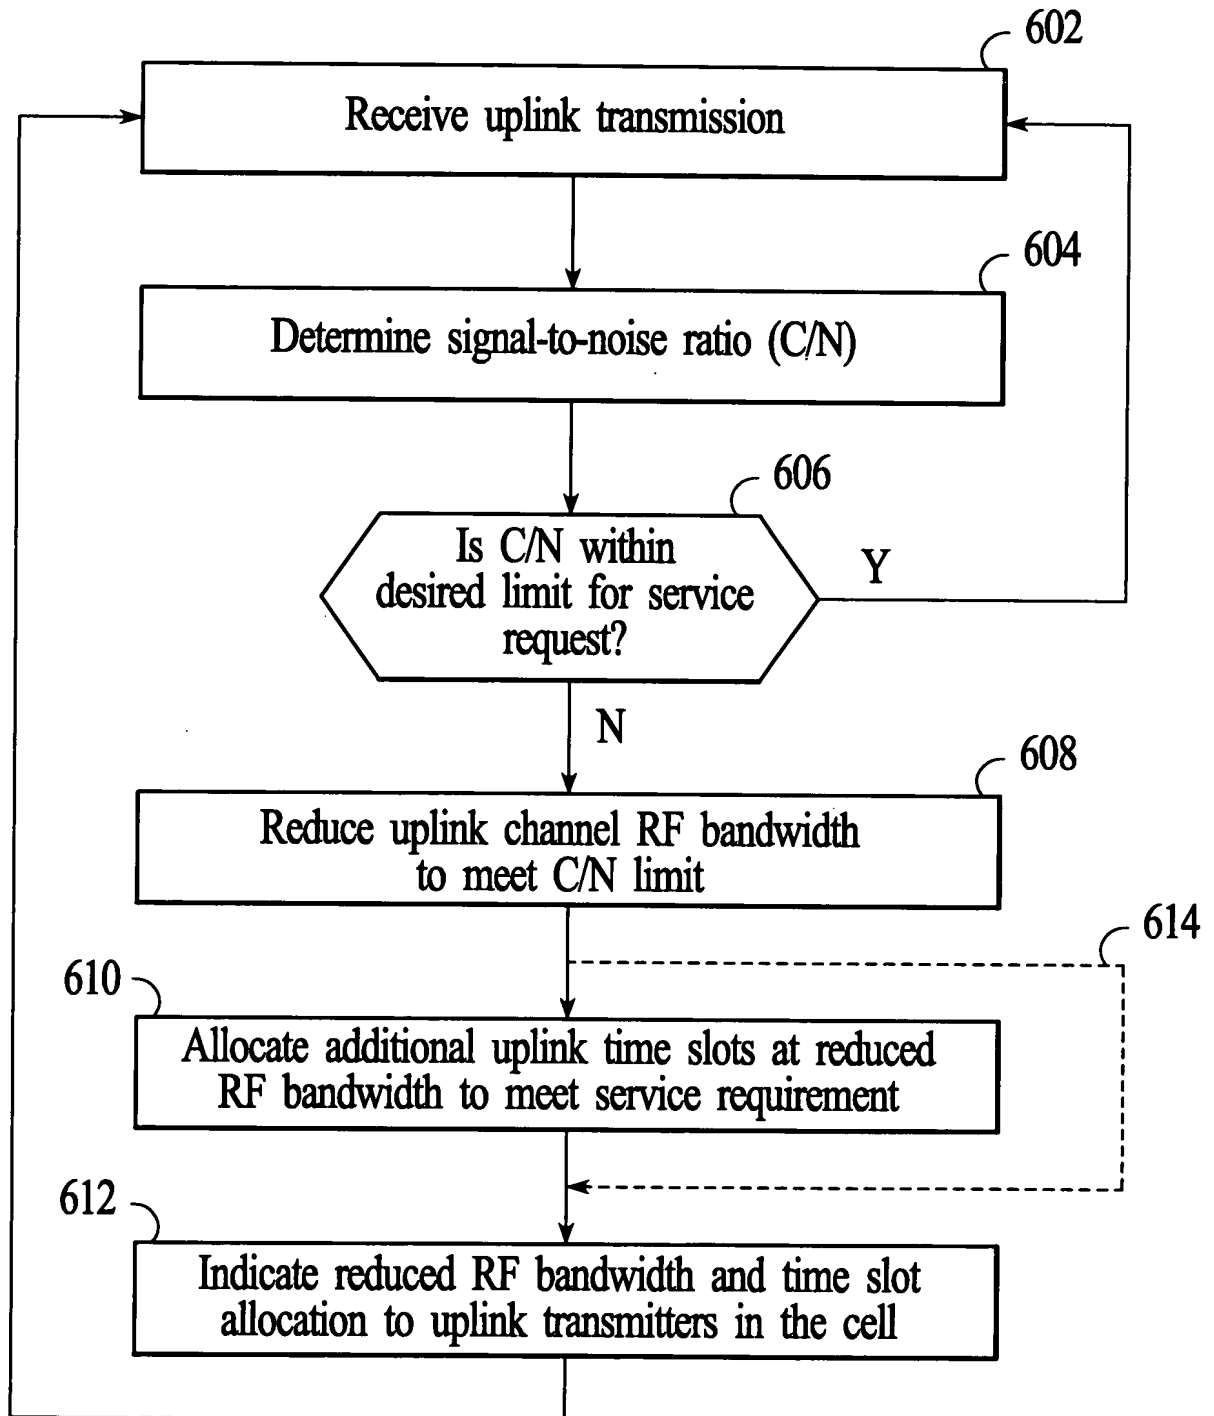 602
Receive uplink transmission
604
Determine signal-to-noise ratio (C/N)
606
Is C/N within
desired limit for service
request?
Y
N
608
Reduce uplink channel RF bandwidth
to meet C/N limit
614
610
Allocate additional uplink time slots at reduced
RF bandwidth to meet service requirement
612
Indicate reduced RF bandwidth and time slot
allocation to uplink transmitters in the cell